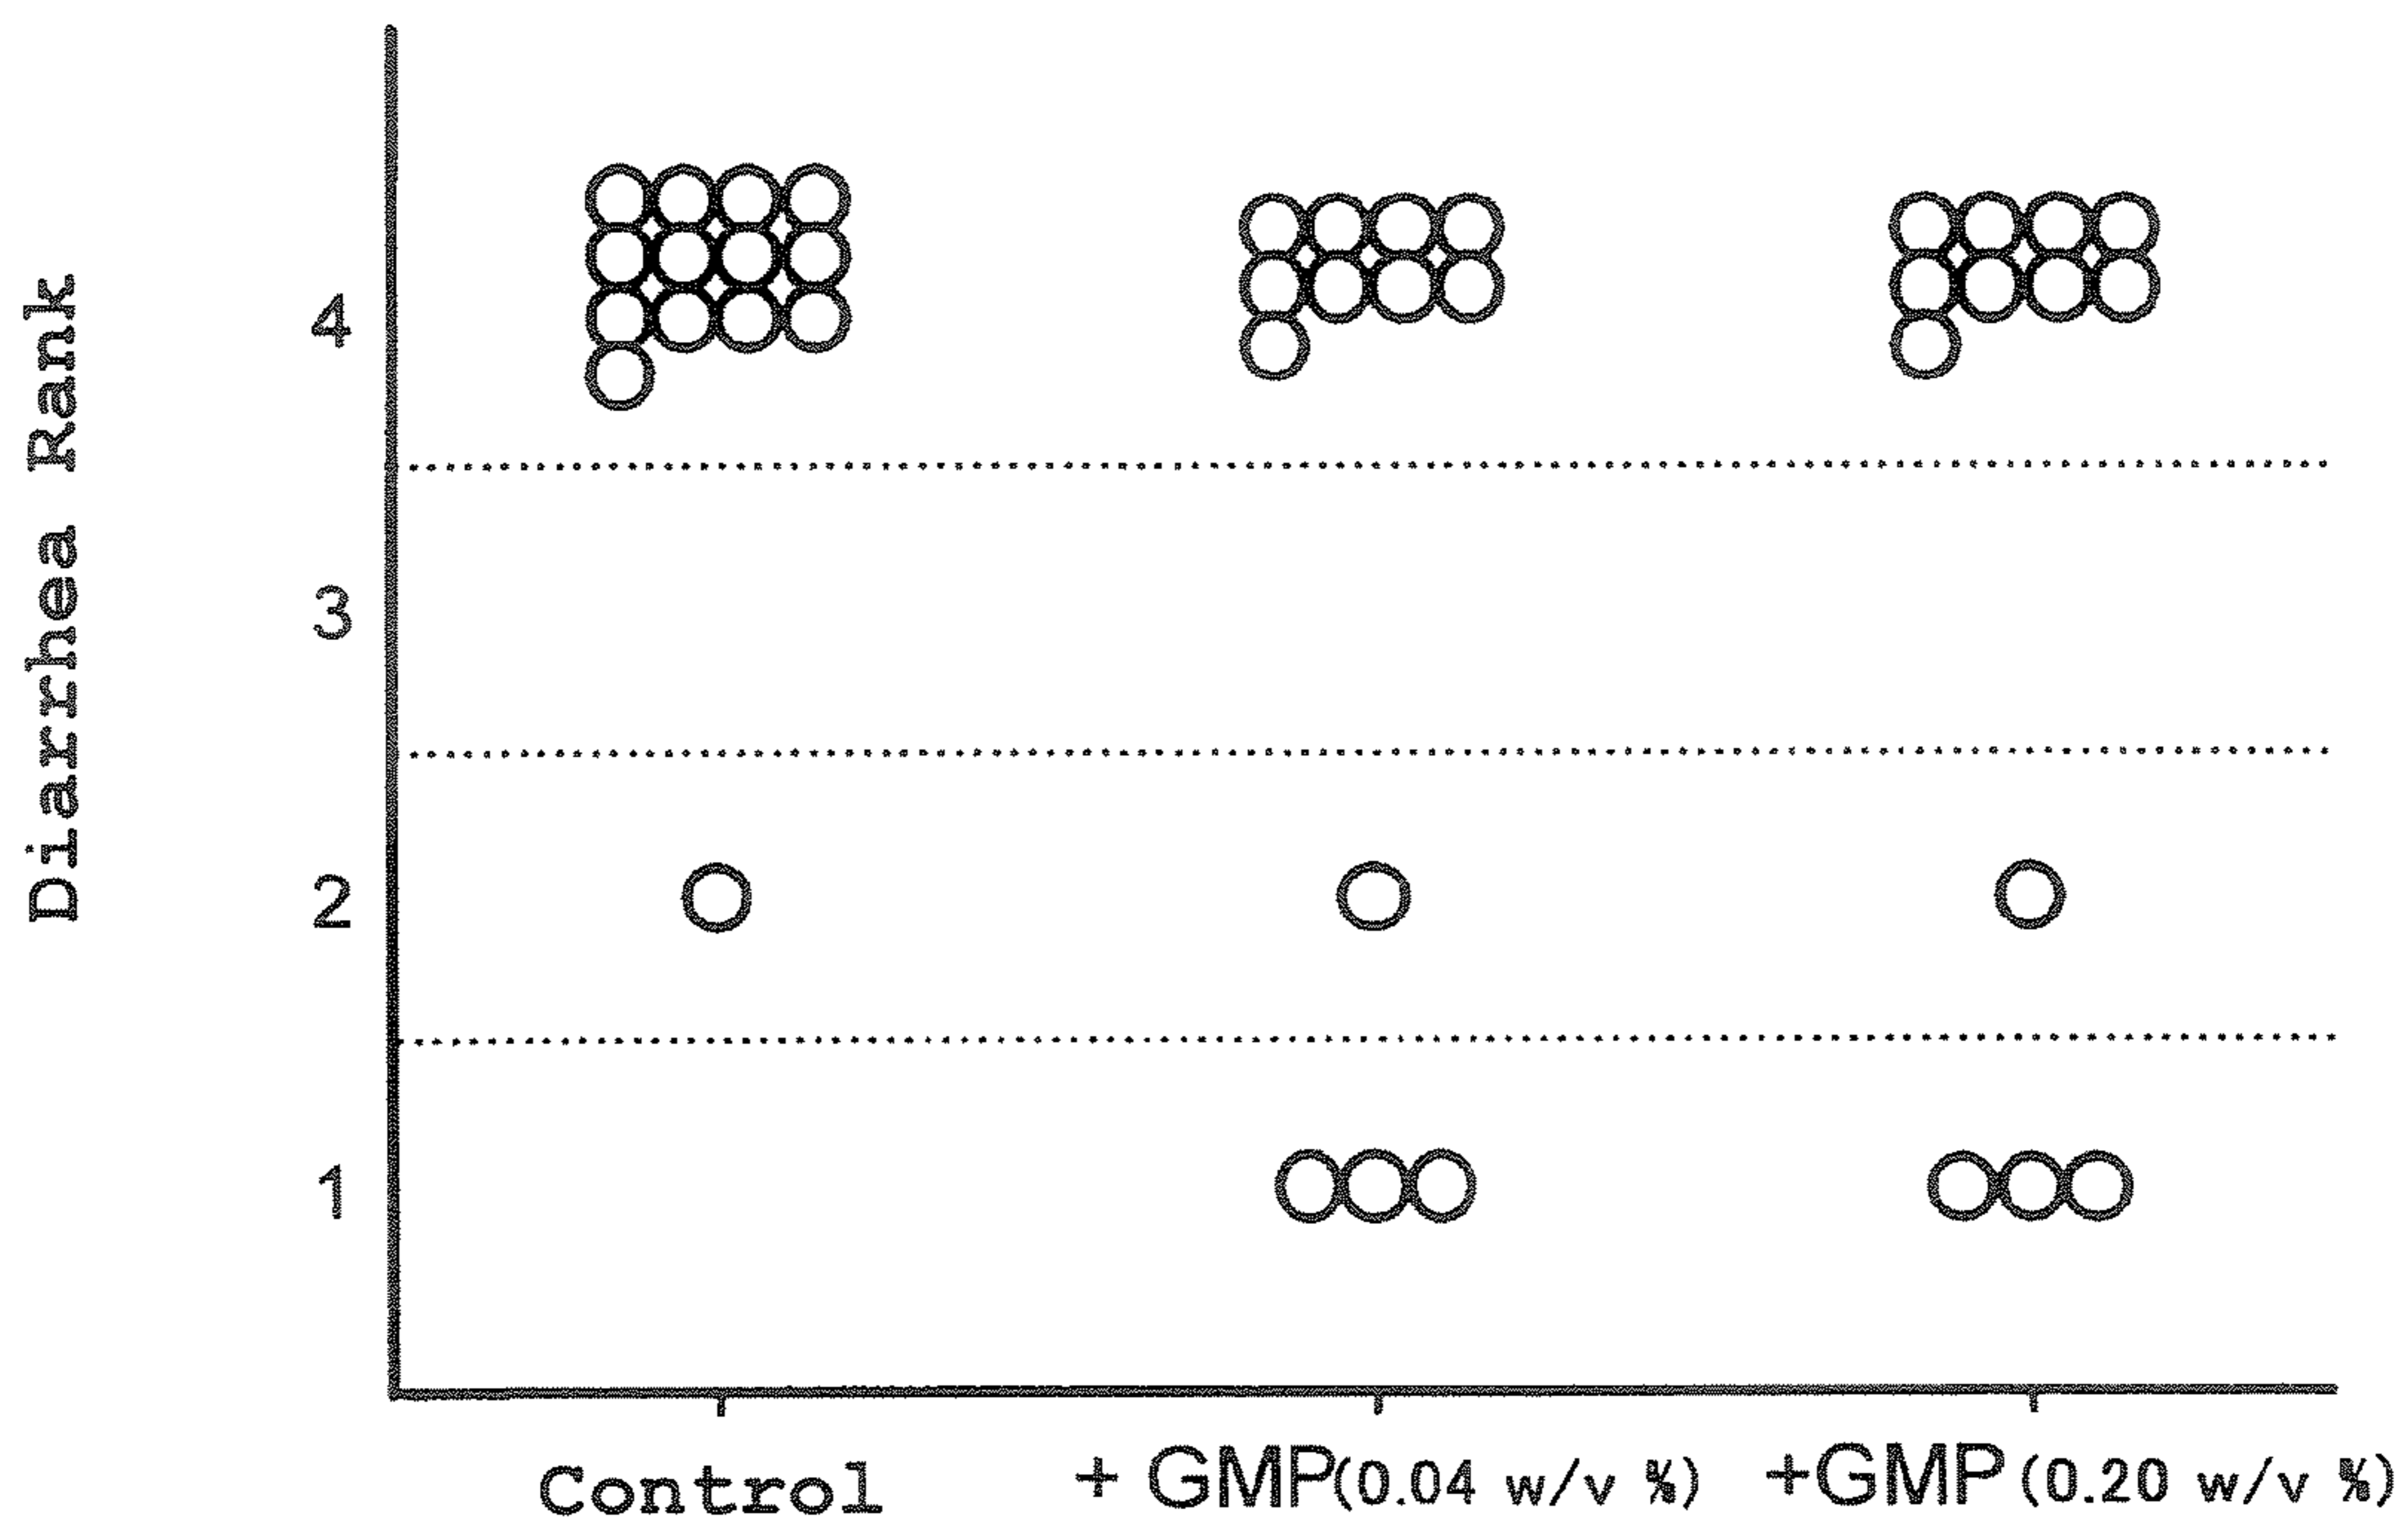 Diarrhea Rank
4
3
2
1
Control
+ GMP(0.04 w/v %)
+GMP(0.20 w/v %)